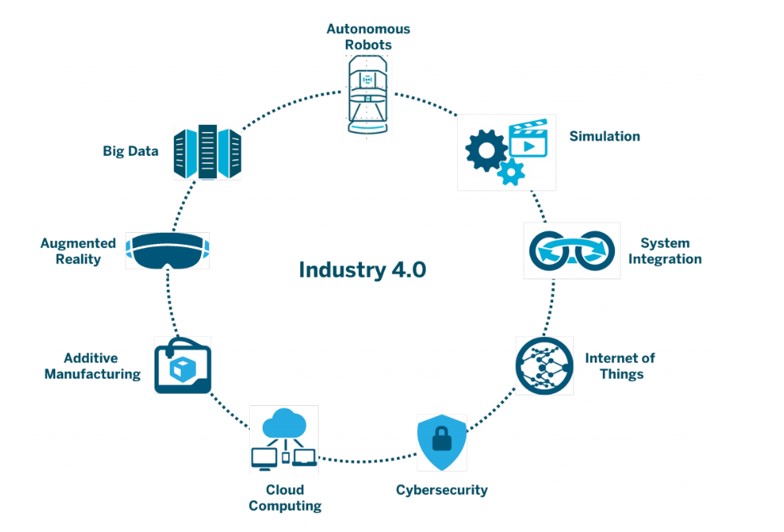 Autonomous
Robots
Simulation
Big Data
System
Integration
Augmented
Reality
Industry 4.0
Internet of
Things
Additive
Manufacturing
Cloud
Computing
Cybersecurity